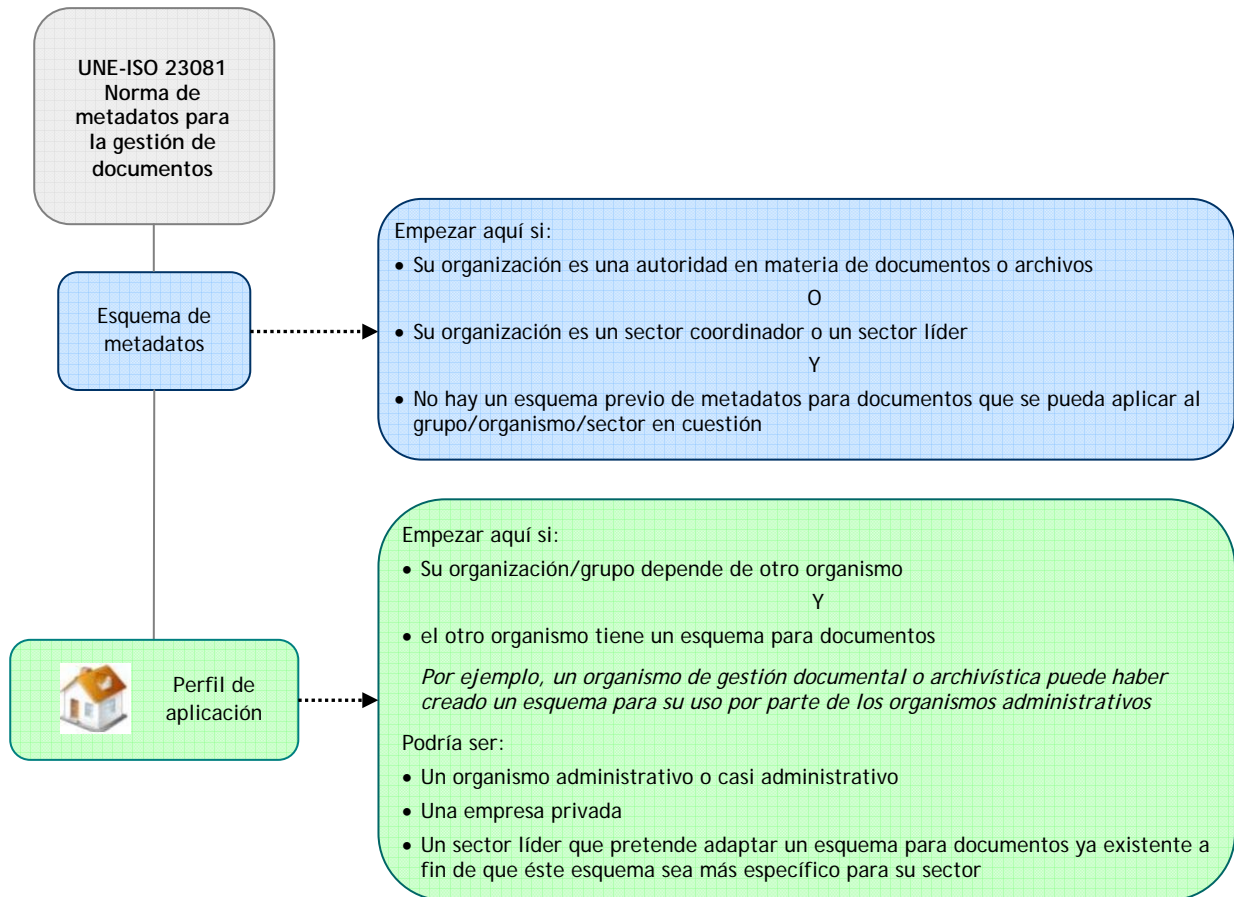 UNE-ISO 23081
Norma de
metadatos para
la gestión de
documentos
Esquema de
metadatos
Empezar aquí si:
• Su organización es una autoridad en materia de documentos o archivos
O
• Su organización es un sector coordinador o un sector líder
Y
• No hay un esquema previo de metadatos para documentos que se pueda aplicar al
grupo/organismo/sector en cuestión
Perfil de
aplicación
Empezar aquí si:
• Su organización/grupo depende de otro organismo
Y
• el otro organismo tiene un esquema para documentos
Por ejemplo, un organismo de gestión documental o archivística puede haber
creado un esquema para su uso por parte de los organismos administrativos
Podría ser:
• Un organismo administrativo o casi administrativo
• Una empresa privada
• Un sector líder que pretende adaptar un esquema para documentos ya existente a
fin de que éste esquema sea más específico para su sector